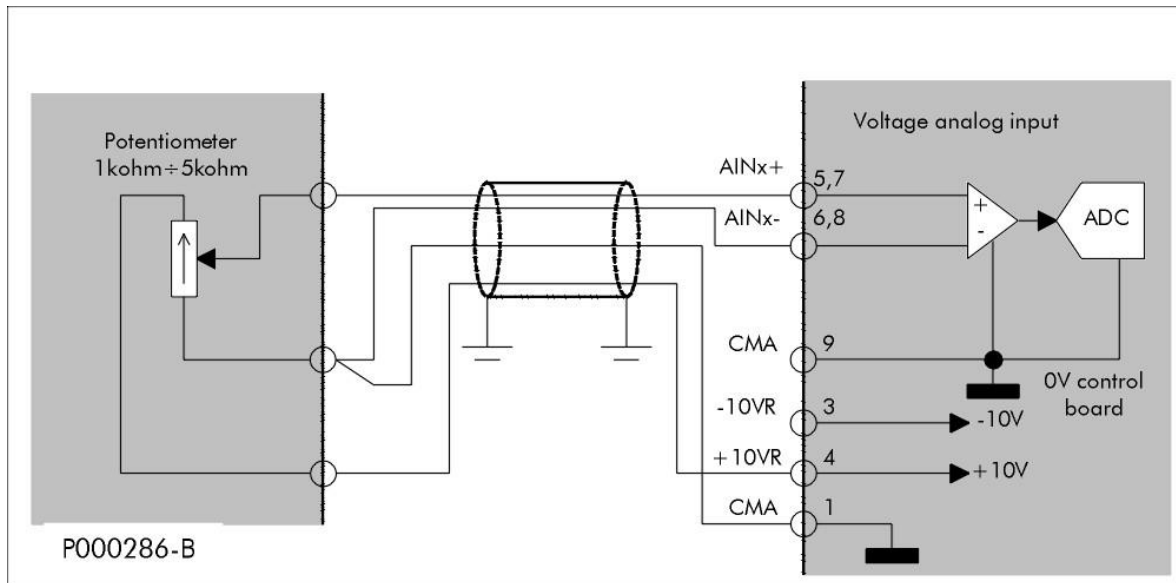 Potentiometer
1kohm÷5kohm
Voltage analog input
AINx+
5,7
AINx-
6,8
+
-
ADC
CMA
9
0V control
board
-10VR
3
-10V
+10VR
4
+10V
CMA
1
P000286-B